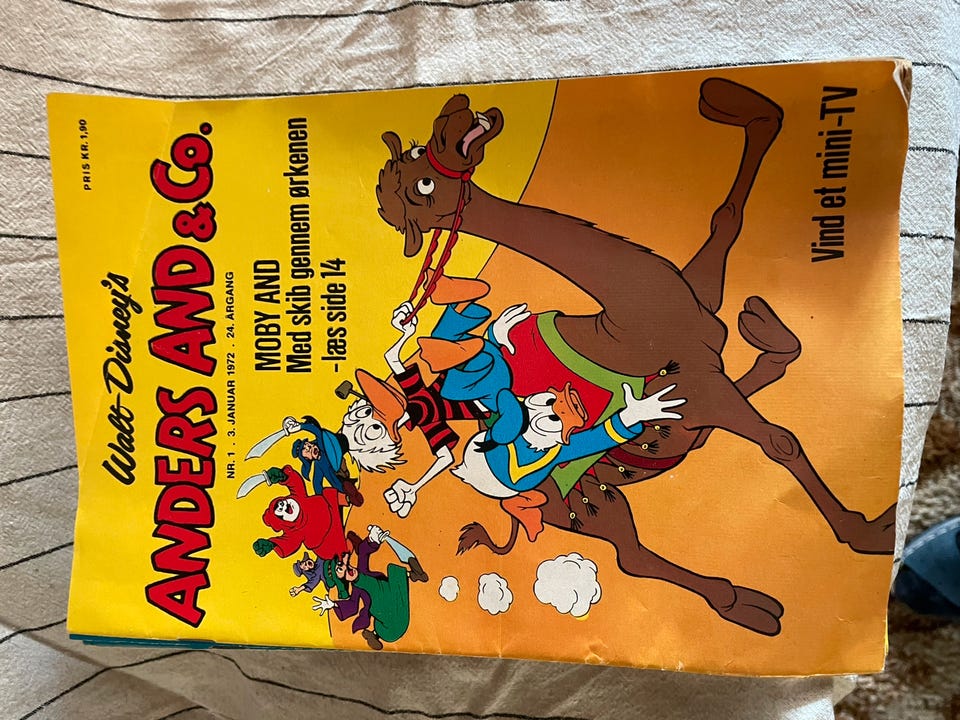 PRIS KR. 1,90
Walt Disney's
ANDERS AND & Co.
NR. 1 . 3. JANUAR 1972 . 24. ÅRGANG
MOBY AND
Med skib gennem ørkenen
-læs side 14
Vind et mini-TV